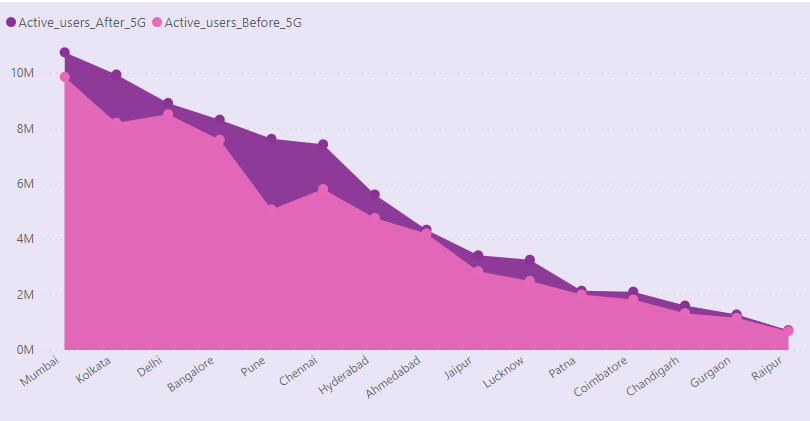 Active_users_After_5G Active_users_Before_5G
10M
8M
6M
4M
2M
0M
Mumbai Kolkata Delhi Bangalore Pune Chennai Hyderabad Ahmedabad Jaipur Lucknow Patna Coimbatore Chandigarh Gurgaon Raipur